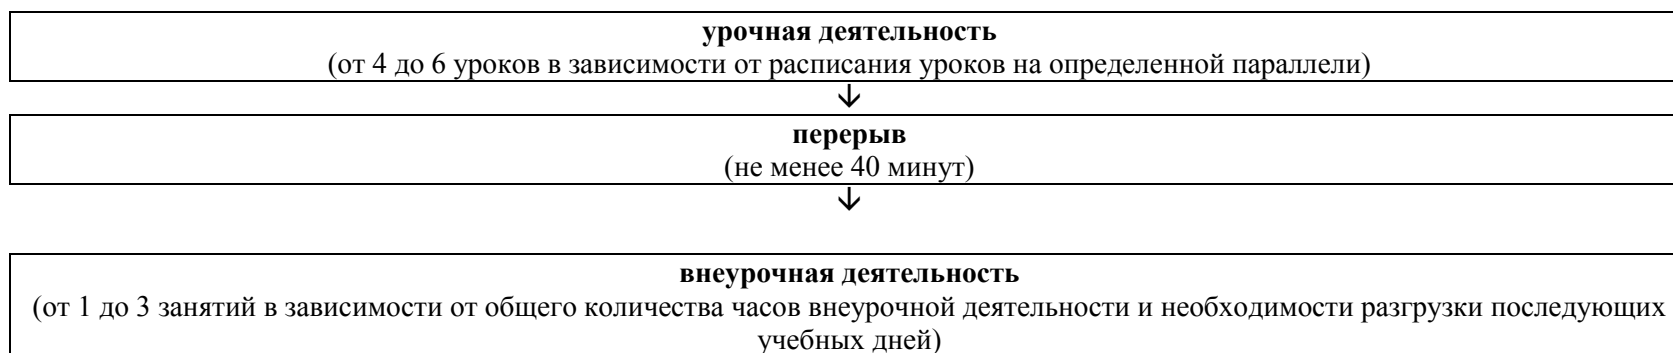 урочная деятельность
(от 4 до 6 уроков в зависимости от расписания уроков на определенной параллели)
↓
перерыв
(не менее 40 минут)
↓
внеурочная деятельность
(от 1 до 3 занятий в зависимости от общего количества часов внеурочной деятельности и необходимости разгрузки последующих
учебных дней)